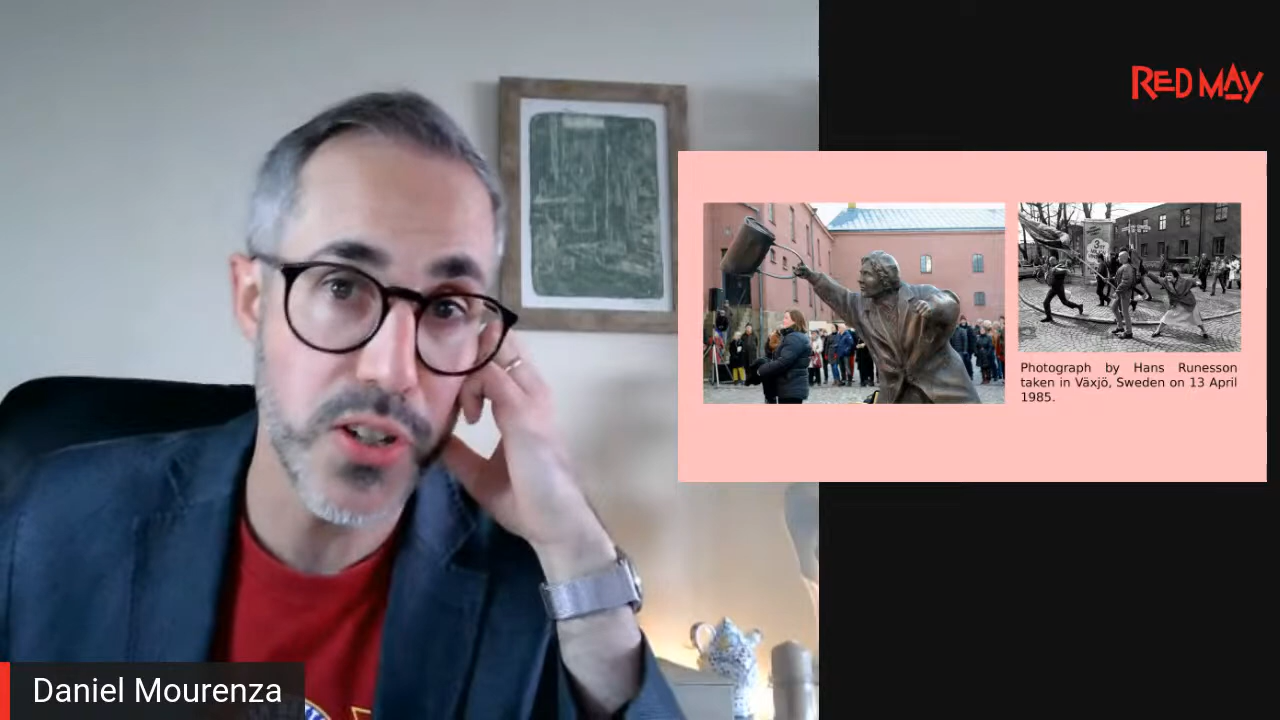 RED MAY
Photograph by Hans Runesson
taken in Växjö, Sweden on 13 April
1985.
Daniel Mourenza